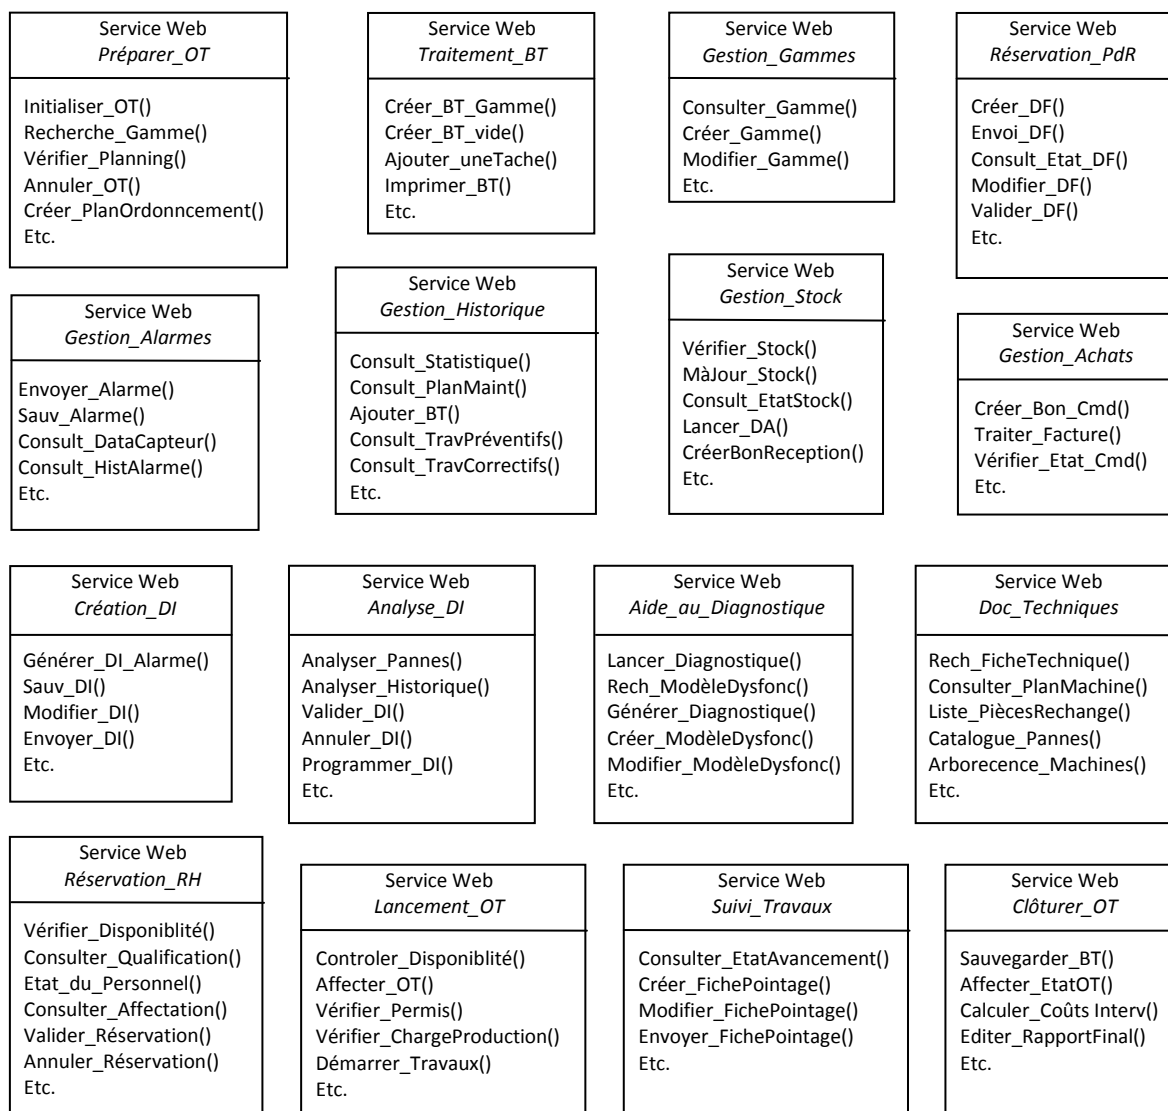 Service Web
Préparer_OT
Initialiser_OT()
Recherche_Gamme()
Vérifier_Planning()
Annuler_OT()
Créer_PlanOrdonncement()
Etc.
Service Web
Traitement_BT
Créer_BT_Gamme()
Créer_BT_vide()
Ajouter_uneTache()
Imprimer_BT()
Etc.
Service Web
Gestion_Gammes
Consulter_Gamme()
Créer_Gamme()
Modifier_Gamme()
Etc.
Service Web
Réservation_PdR
Créer_DF()
Envoi_DF()
Consult_Etat_DF()
Modifier_DF()
Valider_DF()
Etc.
Service Web
Gestion_Alarmes
Envoyer_Alarme()
Sauv_Alarme()
Consult_DataCapteur()
Consult_HistAlarme()
Etc.
Service Web
Gestion_Historique
Consult_Statistique()
Consult_PlanMaint()
Ajouter_BT()
Consult_TravPréventifs()
Consult_TravCorrectifs()
Etc.
Service Web
Gestion_Stock
Vérifier_Stock()
MàJour_Stock()
Consult_EtatStock()
Lancer_DA()
CréerBonReception()
Etc.
Service Web
Gestion_Achats
Créer_Bon_Cmd()
Traiter_Facture()
Vérifier_Etat_Cmd()
Etc.
Service Web
Création_DI
Générer_DI_Alarme()
Sauv_DI()
Modifier_DI()
Envoyer_DI()
Etc.
Service Web
Analyse_DI
Analyser_Pannes()
Analyser_Historique()
Valider_DI()
Annuler_DI()
Programmer_DI()
Etc.
Service Web
Aide_au_Diagnostique
Lancer_Diagnostique()
Rech_ModèleDysfonc()
Générer_Diagnostique()
Créer_ModèleDysfonc()
Modifier_ModèleDysfonc()
Etc.
Service Web
Doc_Techniques
Rech_FicheTechnique()
Consulter_PlanMachine()
Liste_PiècesRechange()
Catalogue_Pannes()
Arborecence_Machines()
Etc.
Service Web
Réservation_RH
Vérifier_Disponiblité()
Consulter_Qualification()
Etat_du_Personnel()
Consulter_Affectation()
Valider_Réservation()
Annuler_Réservation()
Etc.
Service Web
Lancement_OT
Controler_Disponiblité()
Affecter_OT()
Vérifier_Permis()
Vérifier_ChargeProduction()
Démarrer_Travaux()
Etc.
Service Web
Suivi_Travaux
Consulter_EtatAvancement()
Créer_FichePointage()
Modifier_FichePointage()
Envoyer_FichePointage()
Etc.
Service Web
Clôturer_OT
Sauvegarder_BT()
Affecter_EtatOT()
Calculer_Coûts Interv()
Editer_RapportFinal()
Etc.